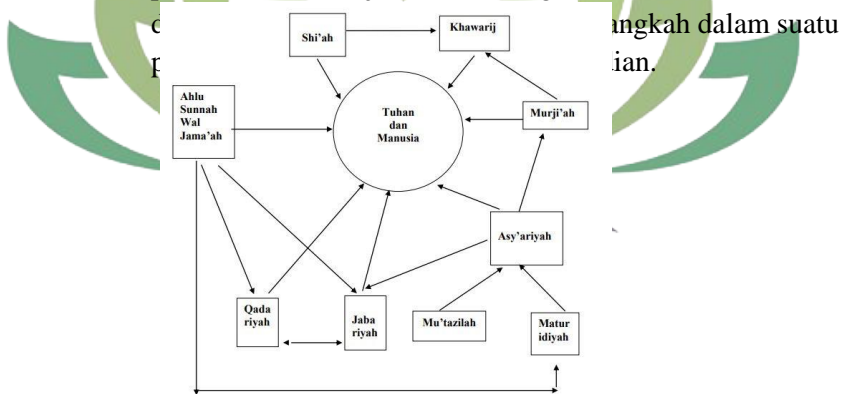 angkah dalam suatu
Shi'ah
Khawarij
Ahlu
Sunnah
Wal
Jama'ah
Tuhan
dan
Manusia
Murji'ah
Asy'ariyah
Qada
riyah
Jaba
riyah
Mu'tazilah
Matur
idiyah